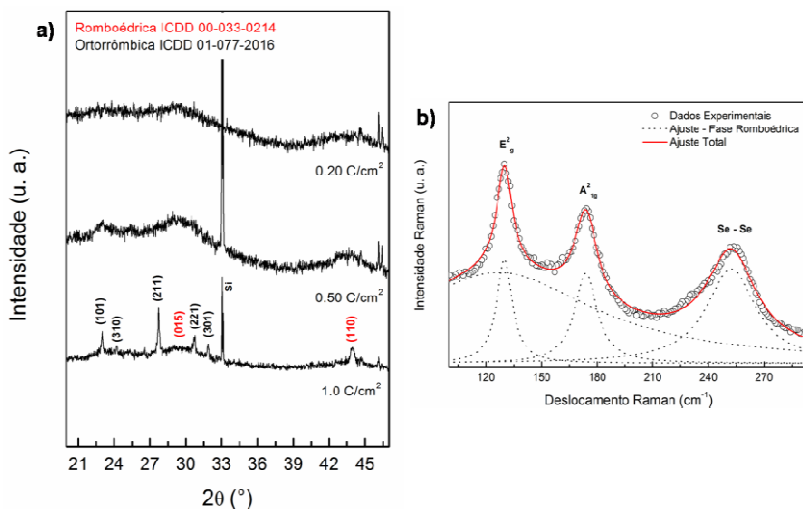 a)
Romboédrica ICDD 00-033-0214
Ortorrômbica ICDD 01-077-2016
0.20 C/cm²
0.50 C/cm²
1.0 C/cm²
(101)
(310)
(211)
(015)
(221)
(301)
Si
(110)
Intensidade (u. a.)
21 24 27 30 33 36 39 42 45
2θ (°)
b)
Dados Experimentais
Ajuste - Fase Romboédrica
Ajuste Total
E²g
A²1g
Se - Se
Intonsidado Raman (u. a.)
120 150 180 210 240 270
Deslocamento Raman (cm⁻¹)